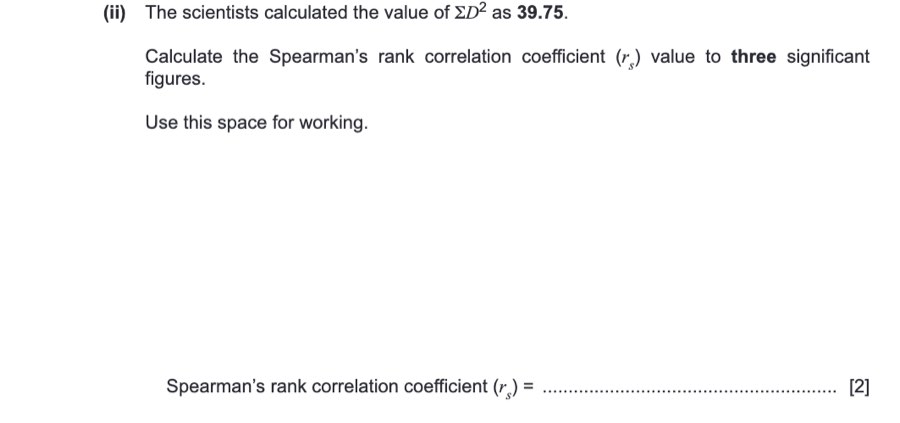 (ii) The scientists calculated the value of ΣD² as 39.75.
Calculate the Spearman's rank correlation coefficient (rₛ) value to three significant
figures.
Use this space for working.
Spearman's rank correlation coefficient (rₛ) = .......................................................... [2]